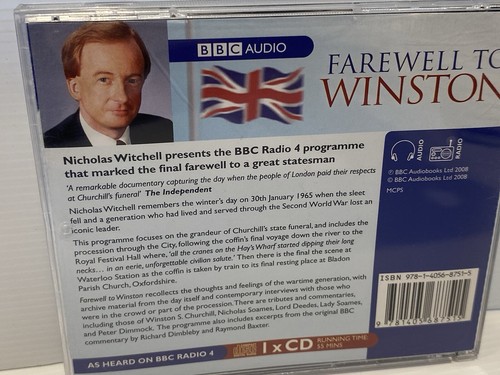 BBC AUDIO
FAREWELL TO
WINSTON
Nicholas Witchell presents the BBC Radio 4 programme
that marked the final farewell to a great statesman
'A remarkable documentary capturing the day when the people of London paid their respects
at Churchill's funeral' The Independent
Nicholas Witchell remembers the winter's day on 30th January 1965 when the sleet
fell and a generation who had lived and served through the Second World War lost an
iconic leader.
This programme focuses on the grandeur of Churchill's state funeral, and includes the
procession through the City, following the coffin's final voyage down the river to the
Royal Festival Hall where, 'all the cranes on the Hay's Wharf started dipping their long
necks... in an eerie, unforgettable civilian salute.' Then there is the final scene at
Waterloo Station as the coffin is taken by train to its final resting place at Bladon
Parish Church, Oxfordshire.
Farewell to Winston recollects the thoughts and feelings of the wartime generation, with
archive material from the day itself and contemporary interviews with those who
were in the crowd or part of the procession. There are tributes and commentaries,
including those of Winston S. Churchill, Nicholas Soames, Lord Deedes, Lady Soames,
and Peter Dimmock. The programme also includes excerpts from the original BBC
commentary by Richard Dimbleby and Raymond Baxter.
AS HEARD ON BBC RADIO 4
1 x CD
RUNNING TIME:
55 MINS
AUDIO
RADIO
℗ BBC Audiobooks Ltd 2008
© BBC Audiobooks Ltd 2008
MCPS
ISBN 978-1-4056-8751-5
9 781405 687515